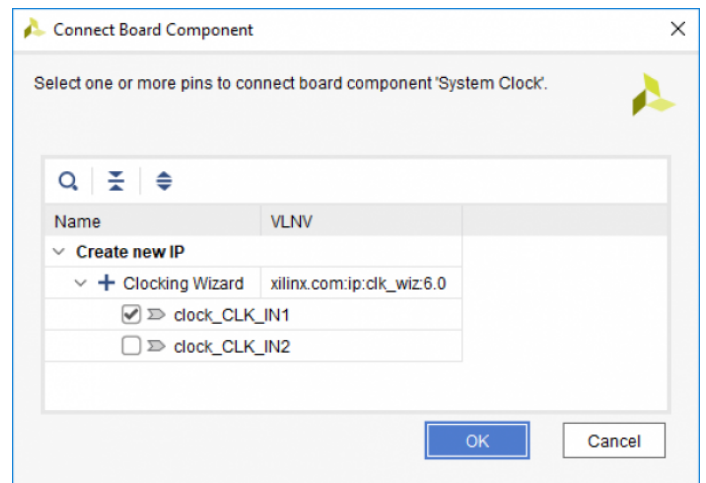 Connect Board Component
Select one or more pins to connect board component 'System Clock'.
Name VLNV
Create new IP
Clocking Wizard xilinx.com:ip:clk_wiz:6.0
clock_CLK_IN1
clock_CLK_IN2
OK Cancel